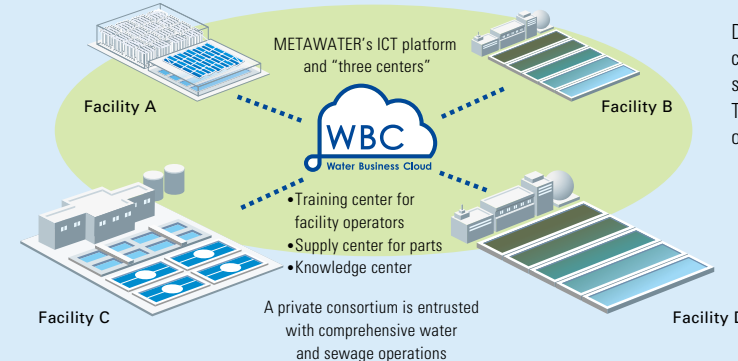 METAWATER's ICT platform
and “three centers”
Facility A
Facility B
WBC
Water Business Cloud
•Training center for
facility operators
•Supply center for parts
•Knowledge center
Facility C
Facility D
A private consortium is entrusted
with comprehensive water
and sewage operations